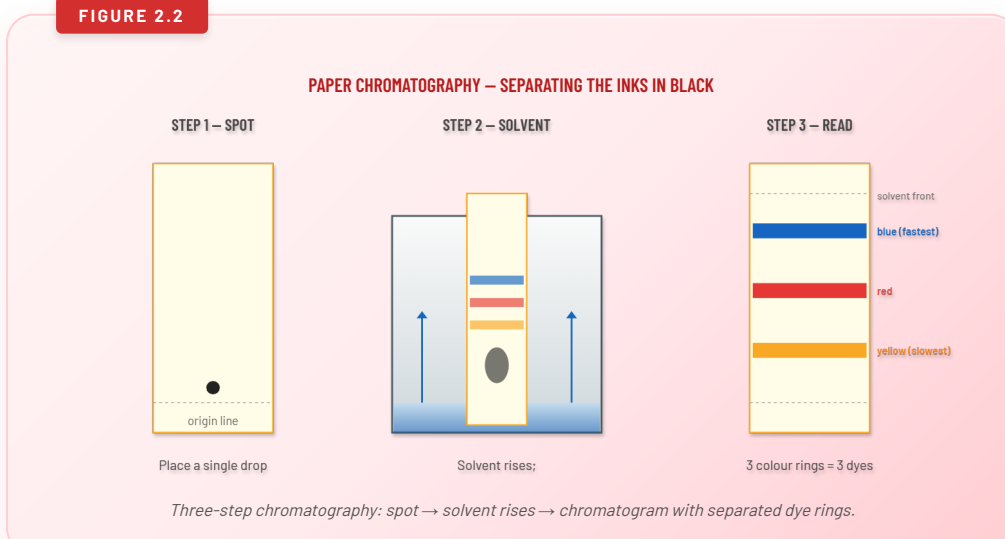 FIGURE 2.2
PAPER CHROMATOGRAPHY — SEPARATING THE INKS IN BLACK
STEP 1 — SPOT
STEP 2 — SOLVENT
STEP 3 — READ
solvent front
blue (fastest)
red
yellow (slowest)
origin line
Place a single drop
Solvent rises;
3 colour rings = 3 dyes
Three-step chromatography: spot → solvent rises → chromatogram with separated dye rings.